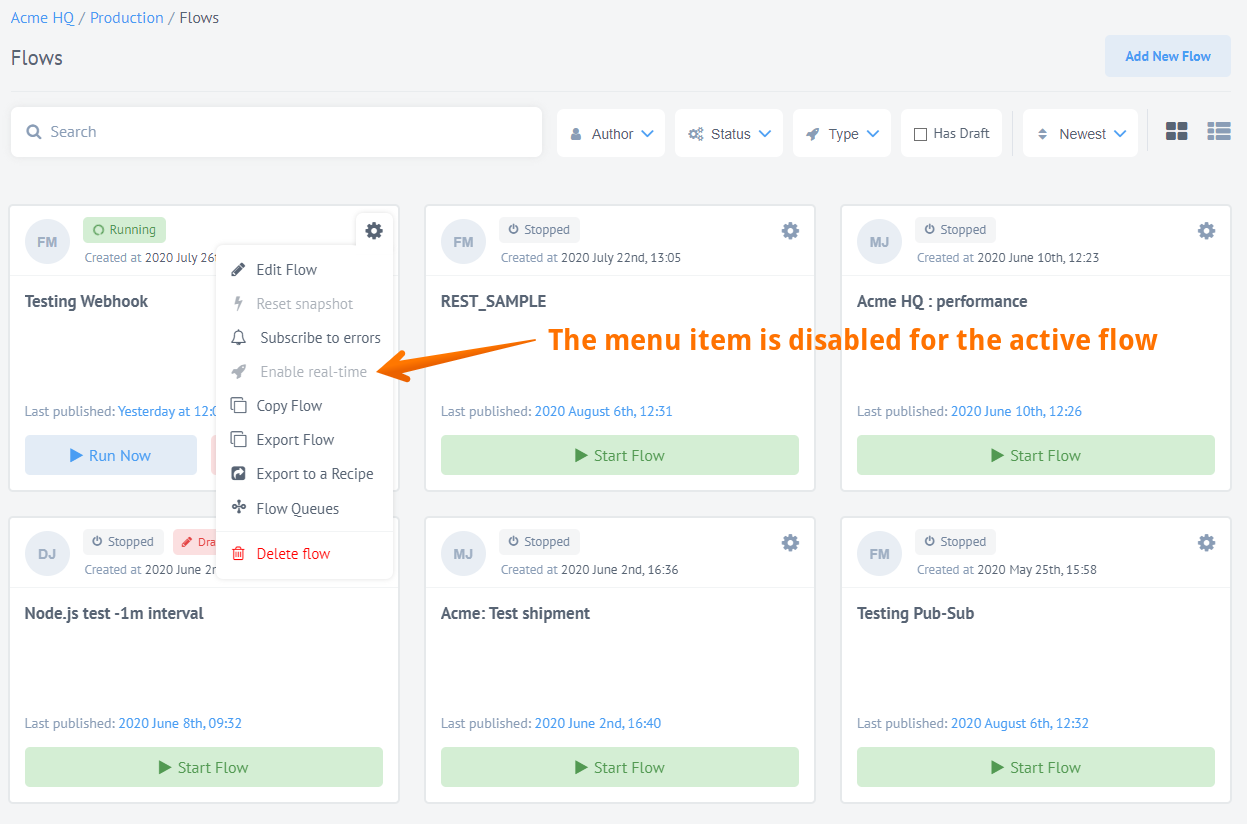 Acme HQ / Production / Flows
Flows
Add New Flow
Search
Author
Status
Type
Has Draft
Newest
FM
Running
Created at 2020 July 26
Testing Webhook
Last published: Yesterday at 12:0
Run Now
Edit Flow
Reset snapshot
Subscribe to errors
Enable real-time
Copy Flow
Export Flow
Export to a Recipe
Flow Queues
Delete flow
The menu item is disabled for the active flow
FM
Stopped
Created at 2020 July 22nd, 13:05
REST_SAMPLE
Last published: 2020 August 6th, 12:31
Start Flow
MJ
Stopped
Created at 2020 June 10th, 12:23
Acme HQ : performance
Last published: 2020 June 10th, 12:26
Start Flow
DJ
Stopped
Dra
Created at 2020 June 2
Node.js test -1m interval
Last published: 2020 June 8th, 09:32
Start Flow
MJ
Stopped
Created at 2020 June 2nd, 16:36
Acme: Test shipment
Last published: 2020 June 2nd, 16:40
Start Flow
FM
Stopped
Created at 2020 May 25th, 15:58
Testing Pub-Sub
Last published: 2020 August 6th, 12:32
Start Flow